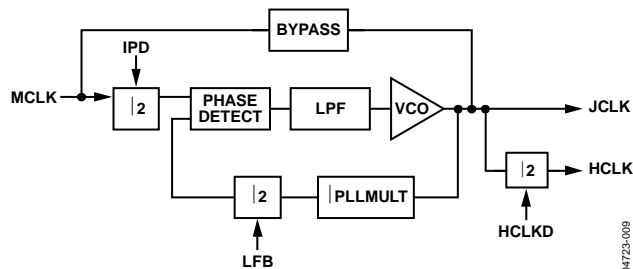 BYPASS
IPD
MCLK
|2
PHASE
DETECT
LPF
VCO
JCLK
|2
HCLK
|2
|PLLMULT
HCLKD
LFB
04723-009